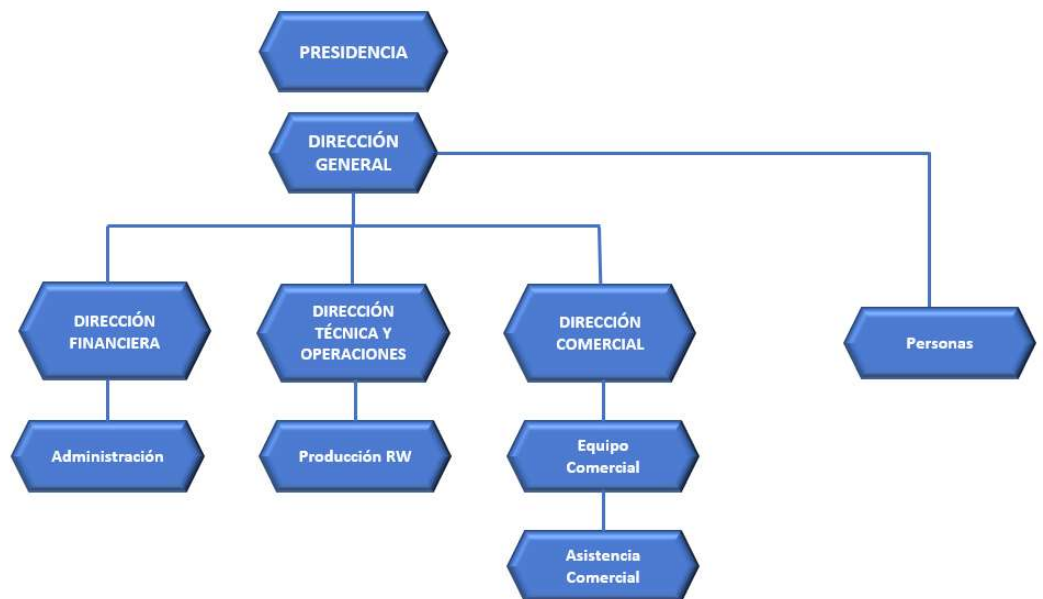 PRESIDENCIA
DIRECCIÓN
GENERAL
DIRECCIÓN
FINANCIERA
DIRECCIÓN
TÉCNICA Y
OPERACIONES
DIRECCIÓN
COMERCIAL
Personas
Administración
Producción RW
Equipo
Comercial
Asistencia
Comercial